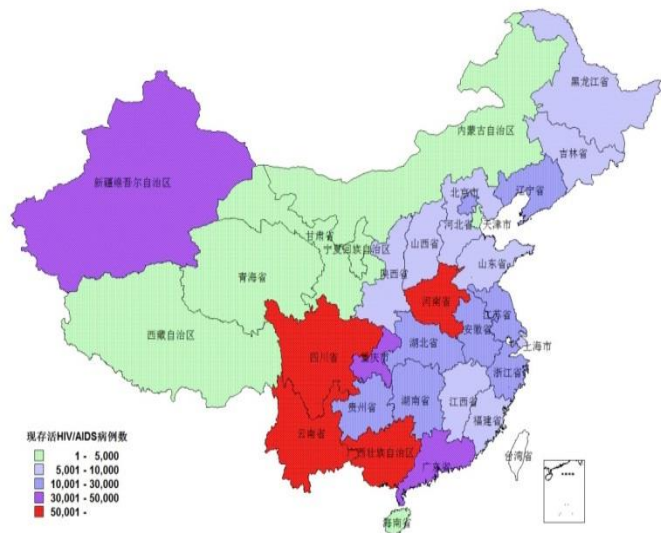 黑龙江省
内蒙古自治区
吉林省
新疆维吾尔自治区
北京市
辽宁省
河北省
天津市
甘肃省
宁夏回族自治区
山西省
山东省
青海省
陕西省
河南省
西藏自治区
江苏省
安徽省
上海市
四川省
重庆市
湖北省
浙江省
贵州省
湖南省
江西省
福建省
云南省
广西壮族自治区
广东省
台湾省
海南省
现存活HIV/AIDS病例数
1 - 5,000
5,001 - 10,000
10,001 - 30,000
30,001 - 50,000
50,001 -